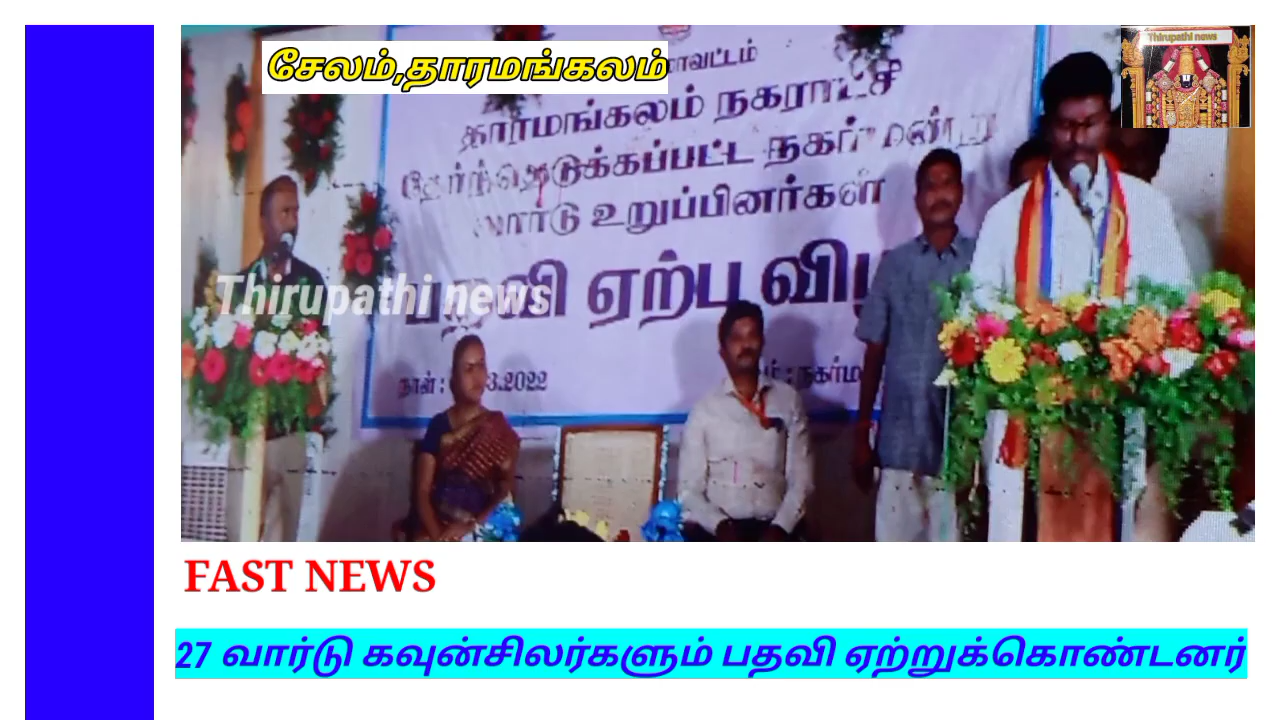 Thirupathi news
சேலம்,தாரமங்கலம்
தாரமங்கலம் நகராட்சி
தேர்ந்தெடுக்கப்பட்ட நகர் மன்ற
வார்டு உறுப்பினர்கள்
பதவி ஏற்பு
Thirupathi news
நாள் :
FAST NEWS
27 வார்டு கவுன்சிலர்களும் பதவி ஏற்றுக்கொண்டனர்